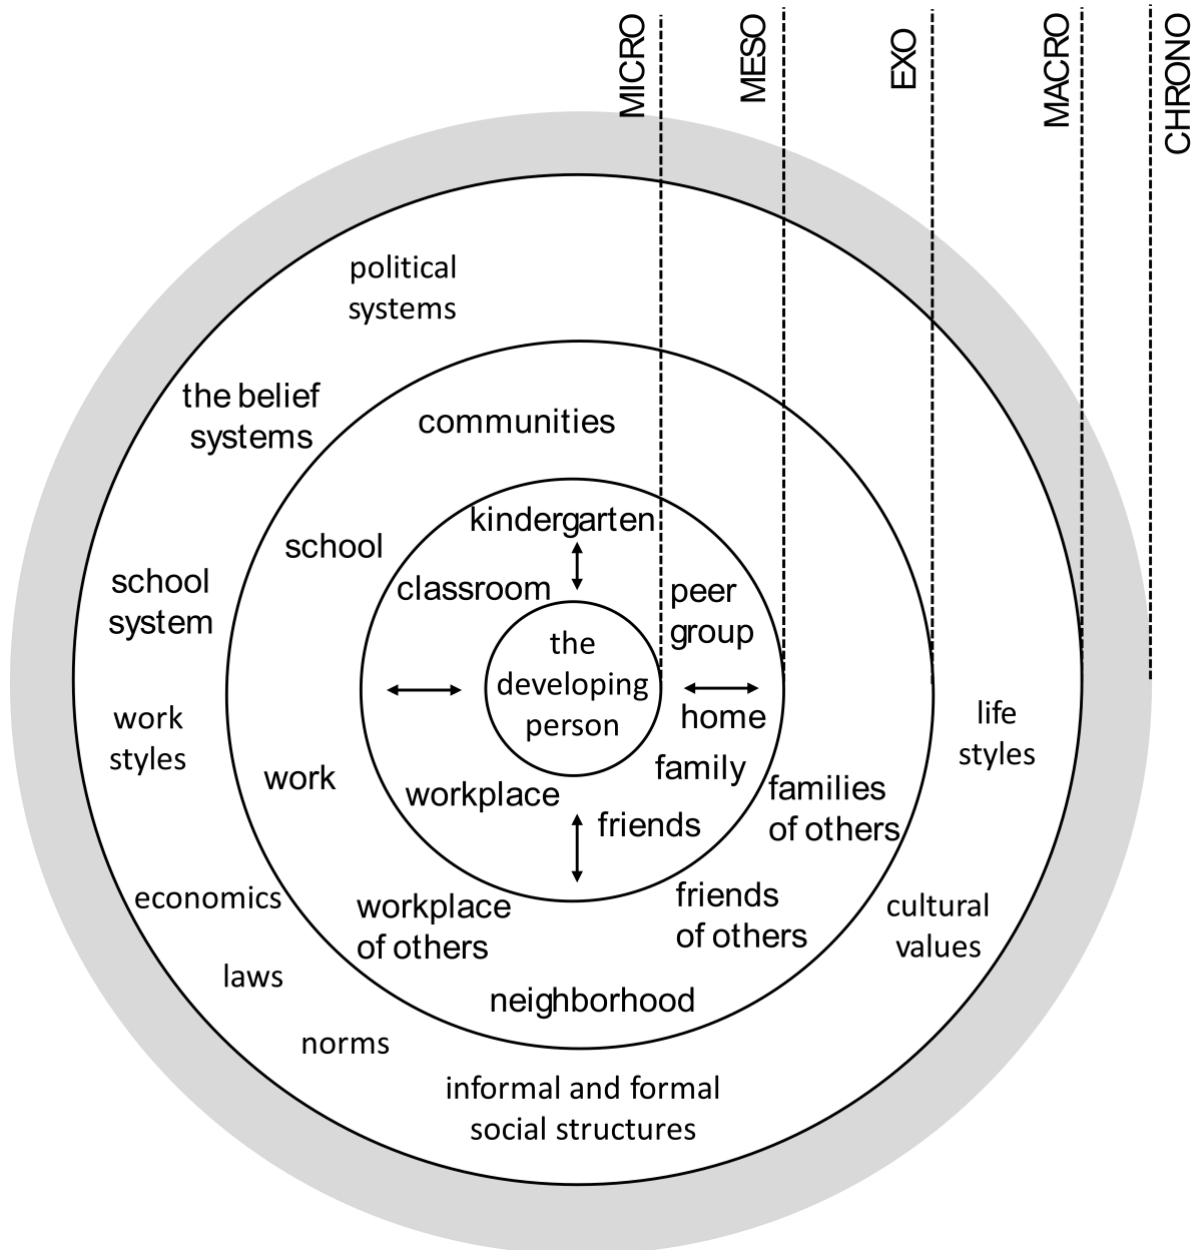 MICRO
MESO
EXO
MACRO
CHRONO
political
systems
the belief
systems
communities
kindergarten
school
classroom
peer
group
school
system
the
developing
person
home
work
styles
life
styles
family
work
workplace
families
of others
friends
economics
workplace
of others
friends
of others
cultural
values
laws
neighborhood
norms
informal and formal
social structures